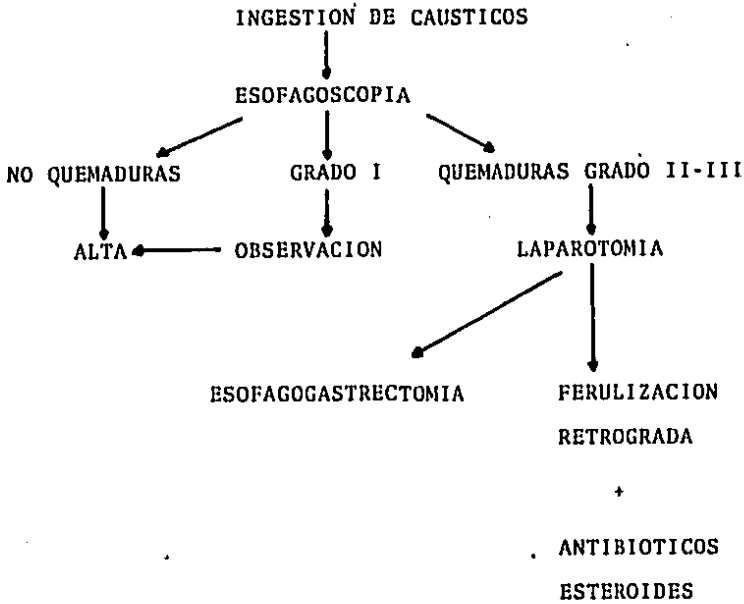 INGESTION DE CAUSTICOS
ESOFAGOSCOPIA
NO QUEMADURAS
GRADO I
QUEMADURAS GRADO II-III
ALTA
OBSERVACION
LAPAROTOMIA
ESOFAGOGASTRECTOMIA
FERULIZACION
RETROGRADA
+
ANTIBIOTICOS
ESTEROIDES